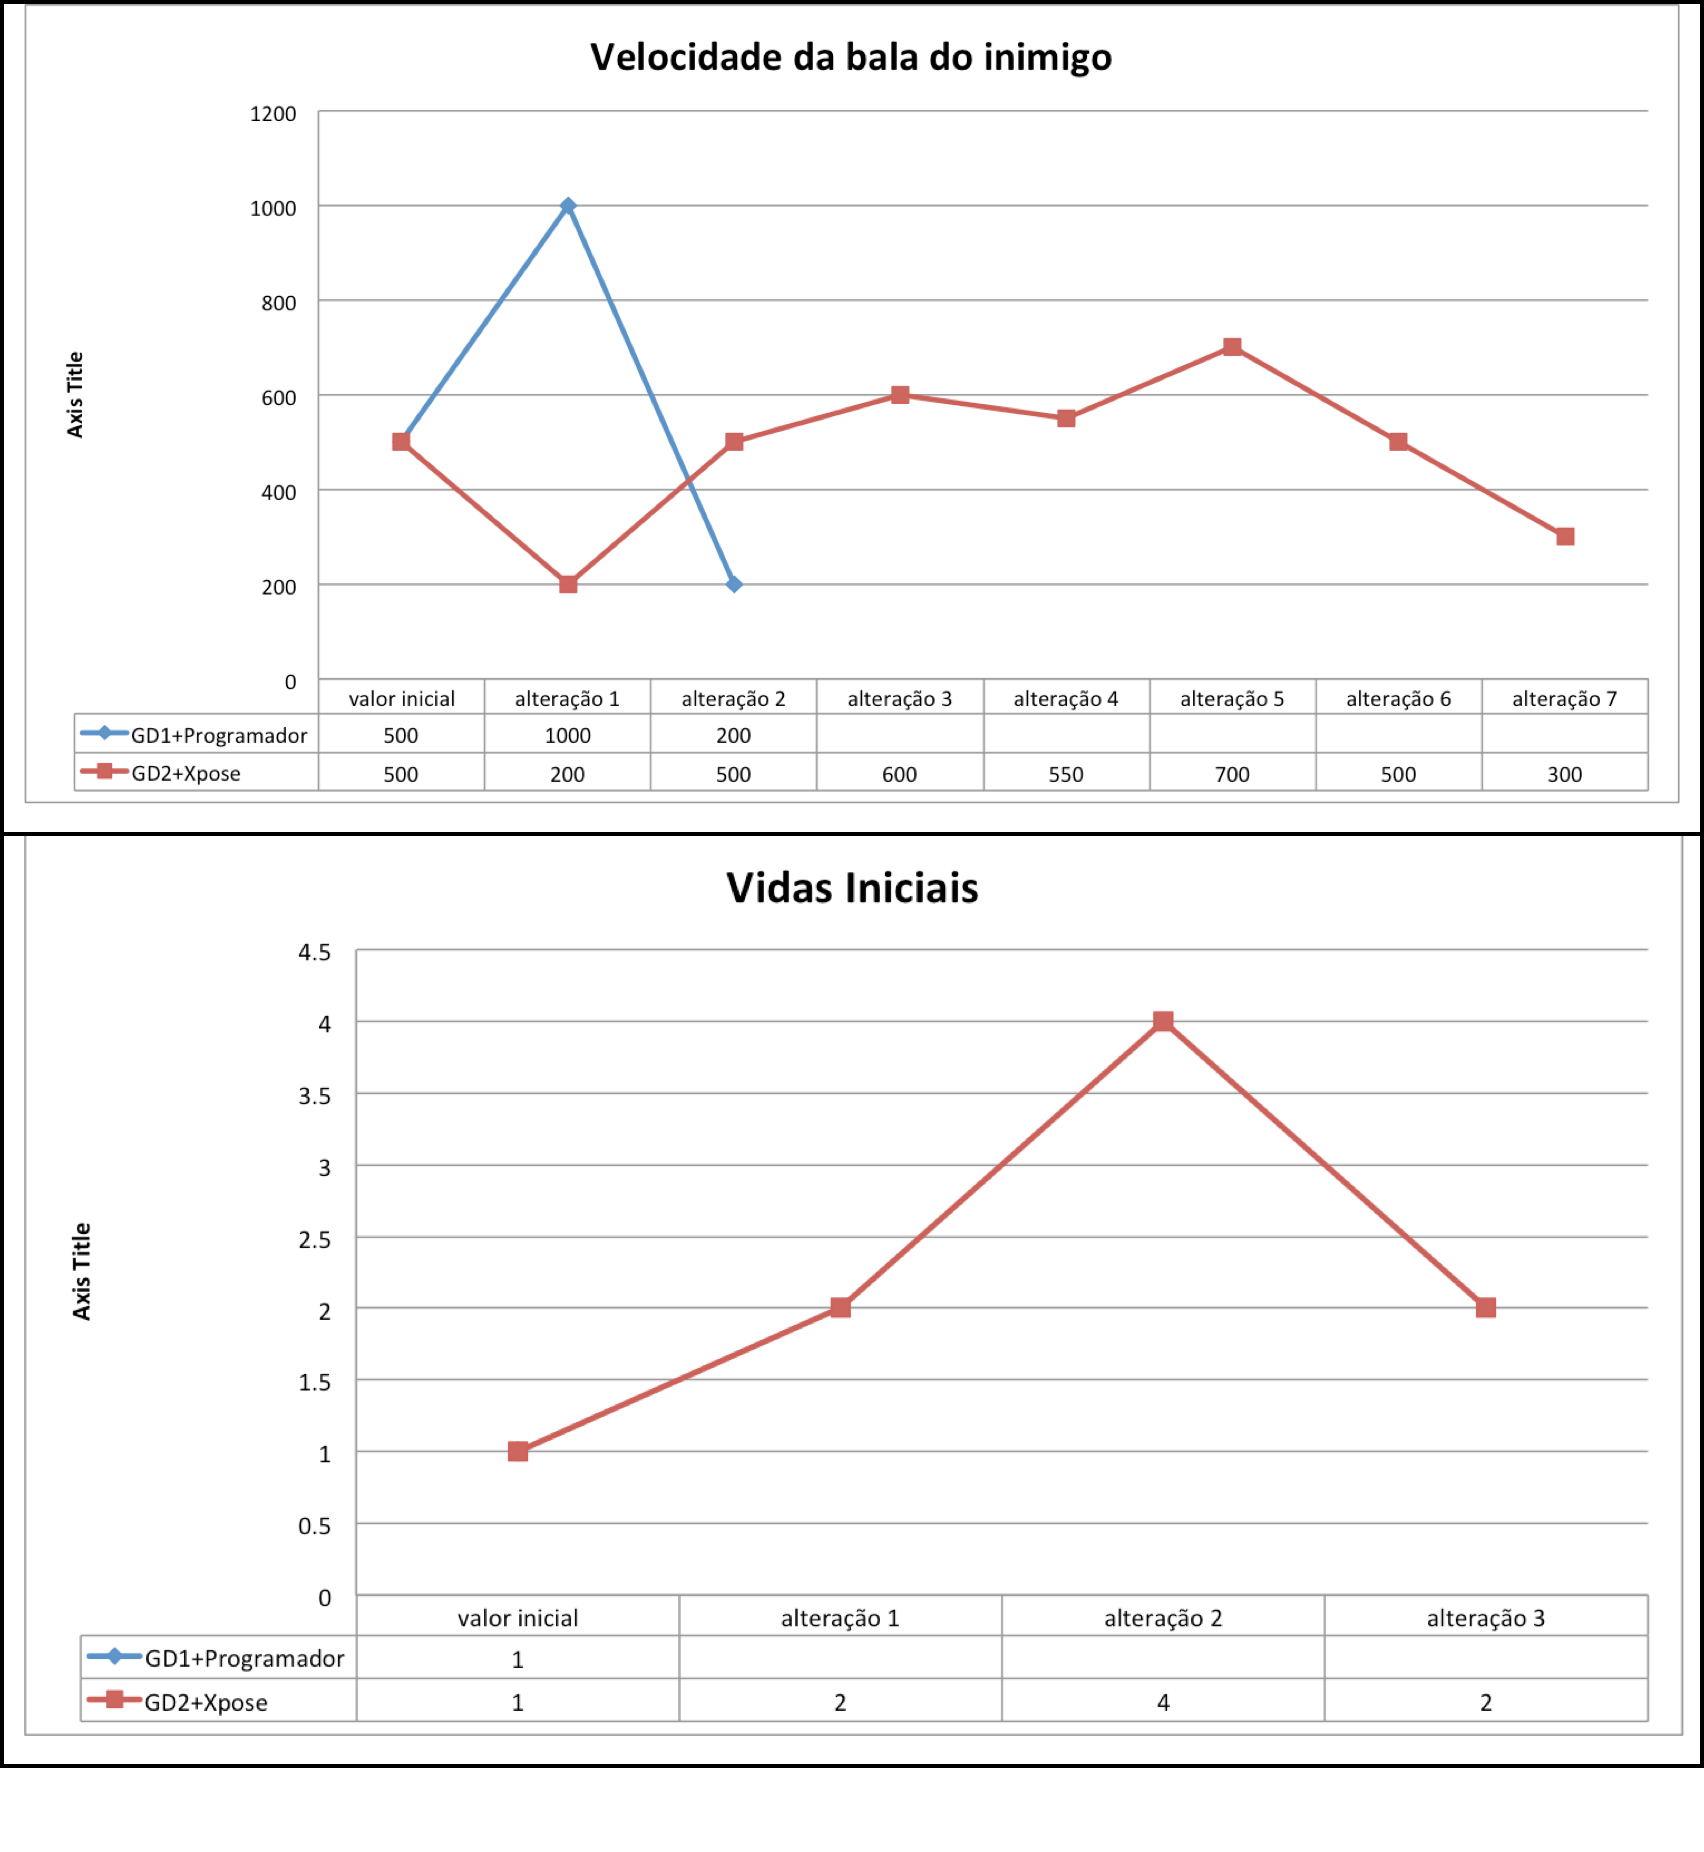 Velocidade da bala do inimigo
1200
1000
800
600
400
200
0
Axis Title
valor inicial alteração 1 alteração 2 alteração 3 alteração 4 alteração 5 alteração 6 alteração 7
GD1+Programador 500 1000 200
GD2+Xpose 500 200 500 600 550 700 500 300
Vidas Iniciais
4.5
4
3.5
3
2.5
2
1.5
1
0.5
0
Axis Title
valor inicial alteração 1 alteração 2 alteração 3
GD1+Programador 1
GD2+Xpose 1 2 4 2